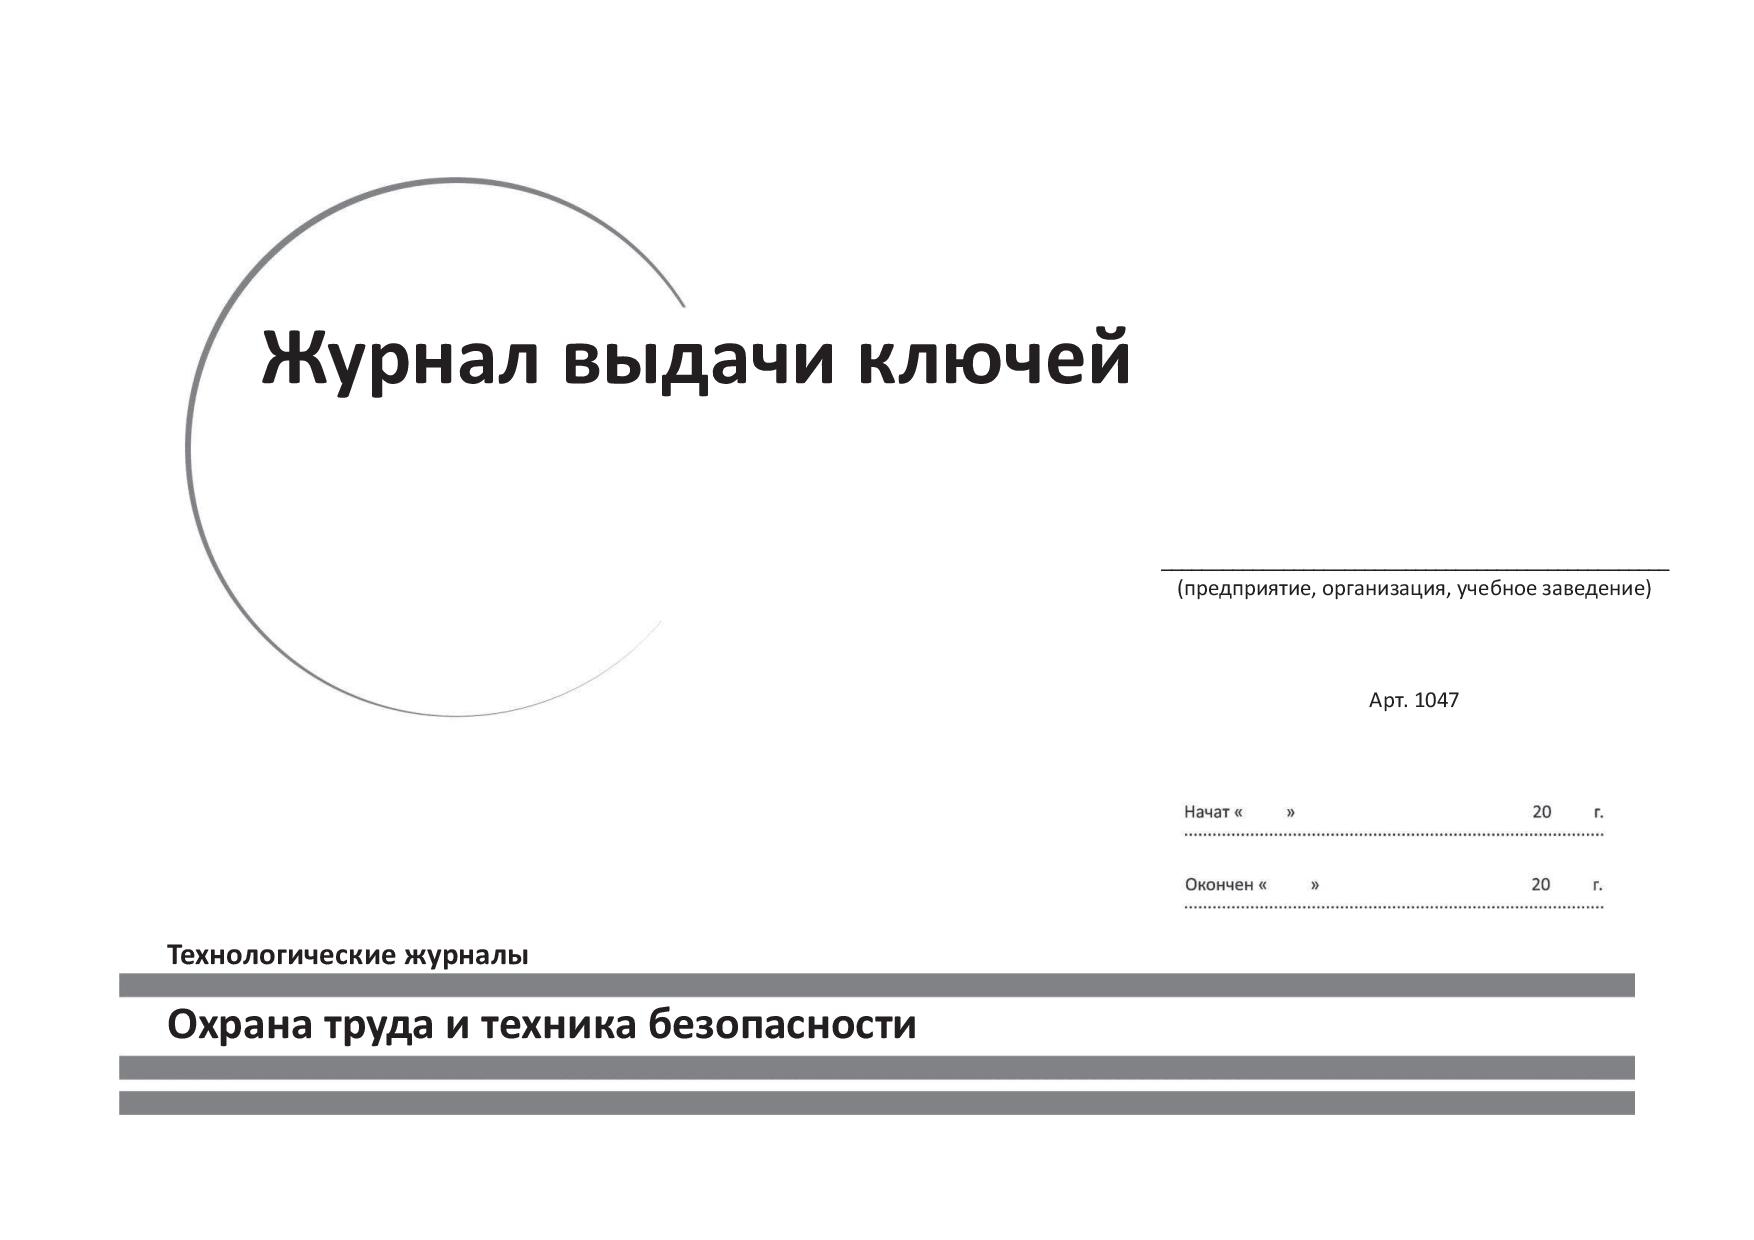 Журнал выдачи ключей
(предприятие, организация, учебное заведение)
Арт. 1047
Начат « » 20 г.
Окончен « » 20 г.
Технологические журналы
Охрана труда и техника безопасности